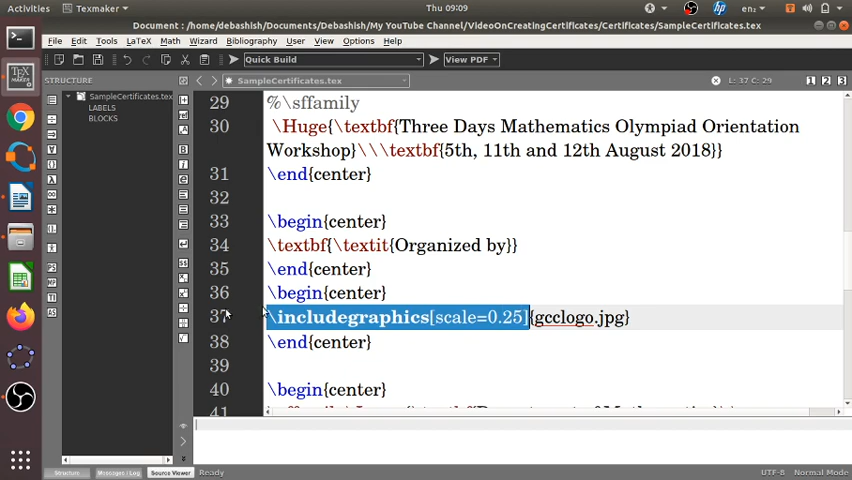 Activities
Texmaker
Thu 09:09
en₂
Document : /home/debashish/Documents/Debashish/My YouTube Channel/VideoOnCreatingCertificates/Certificates/SampleCertificates.tex
File Edit Tools LaTeX Math Wizard Bibliography User View Options Help
Quick Build
View PDF
STRUCTURE
SampleCertificates.tex
L: 37 C: 29
1 2 3
SampleCertificates.tex
LABELS
BLOCKS
29 %\sffamily
30 \Huge{\textbf{Three Days Mathematics Olympiad Orientation
Workshop}\\\textbf{5th, 11th and 12th August 2018}}
31 \end{center}
32
33 \begin{center}
34 \textbf{\textit{Organized by}}
35 \end{center}
36 \begin{center}
37 \includegraphics[scale=0.25]{gcclogo.jpg}
38 \end{center}
39
40 \begin{center}
41
Structure
Messages / Log
Source Viewer
Ready
UTF-8
Normal Mode